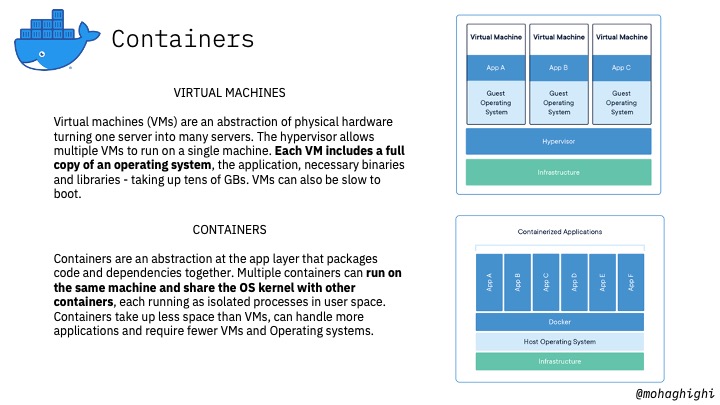 Containers
VIRTUAL MACHINES
Virtual machines (VMs) are an abstraction of physical hardware
turning one server into many servers. The hypervisor allows
multiple VMs to run on a single machine. Each VM includes a full
copy of an operating system, the application, necessary binaries
and libraries - taking up tens of GBs. VMs can also be slow to
boot.
CONTAINERS
Containers are an abstraction at the app layer that packages
code and dependencies together. Multiple containers can run on
the same machine and share the OS kernel with other
containers, each running as isolated processes in user space.
Containers take up less space than VMs, can handle more
applications and require fewer VMs and Operating systems.
Virtual Machine Virtual Machine Virtual Machine
App A App B App C
Guest Guest Guest
Operating Operating Operating
System System System
Hypervisor
Infrastructure
Containerized Applications
App A App B App C App D App E App F
Docker
Host Operating System
Infrastructure
@mohaghighi